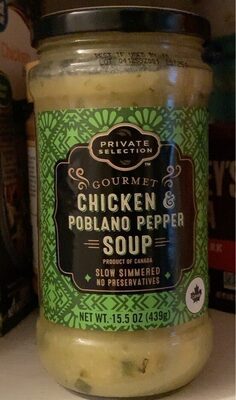 PRIVATE
SELECTION
TM
GOURMET
CHICKEN &
POBLANO PEPPER
SOUP
PRODUCT OF CANADA
SLOW SIMMERED
NO PRESERVATIVES
NET WT. 15.5 OZ (439g)